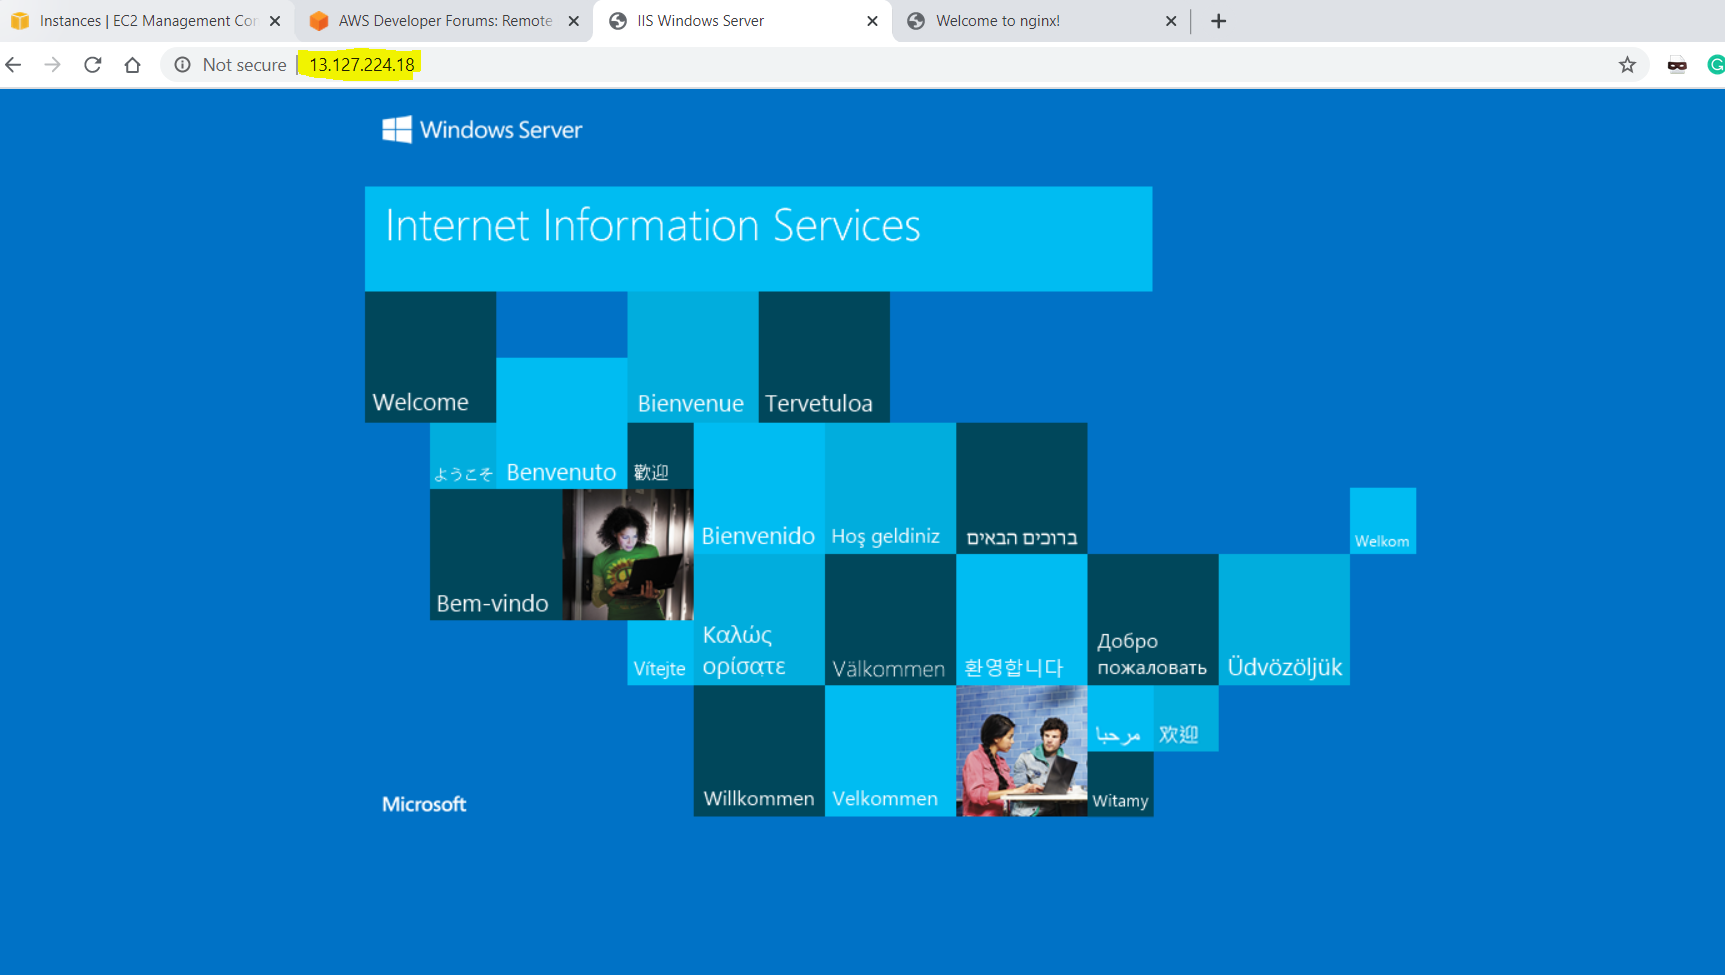 Instances | EC2 Management Cor
AWS Developer Forums: Remote
IIS Windows Server
Welcome to nginx!
Not secure | 13.127.224.18
Windows Server
Internet Information Services
Welcome
Bienvenue
Tervetuloa
ようこそ
Benvenuto
歡迎
Bienvenido
Hoş geldiniz
ברוכים הבאים
Welkom
Bem-vindo
Καλώς
ορίσατε
Vítejte
Välkommen
환영합니다
Добро
пожаловать
Üdvözöljük
مرحبا
欢迎
Microsoft
Willkommen
Velkommen
Witamy